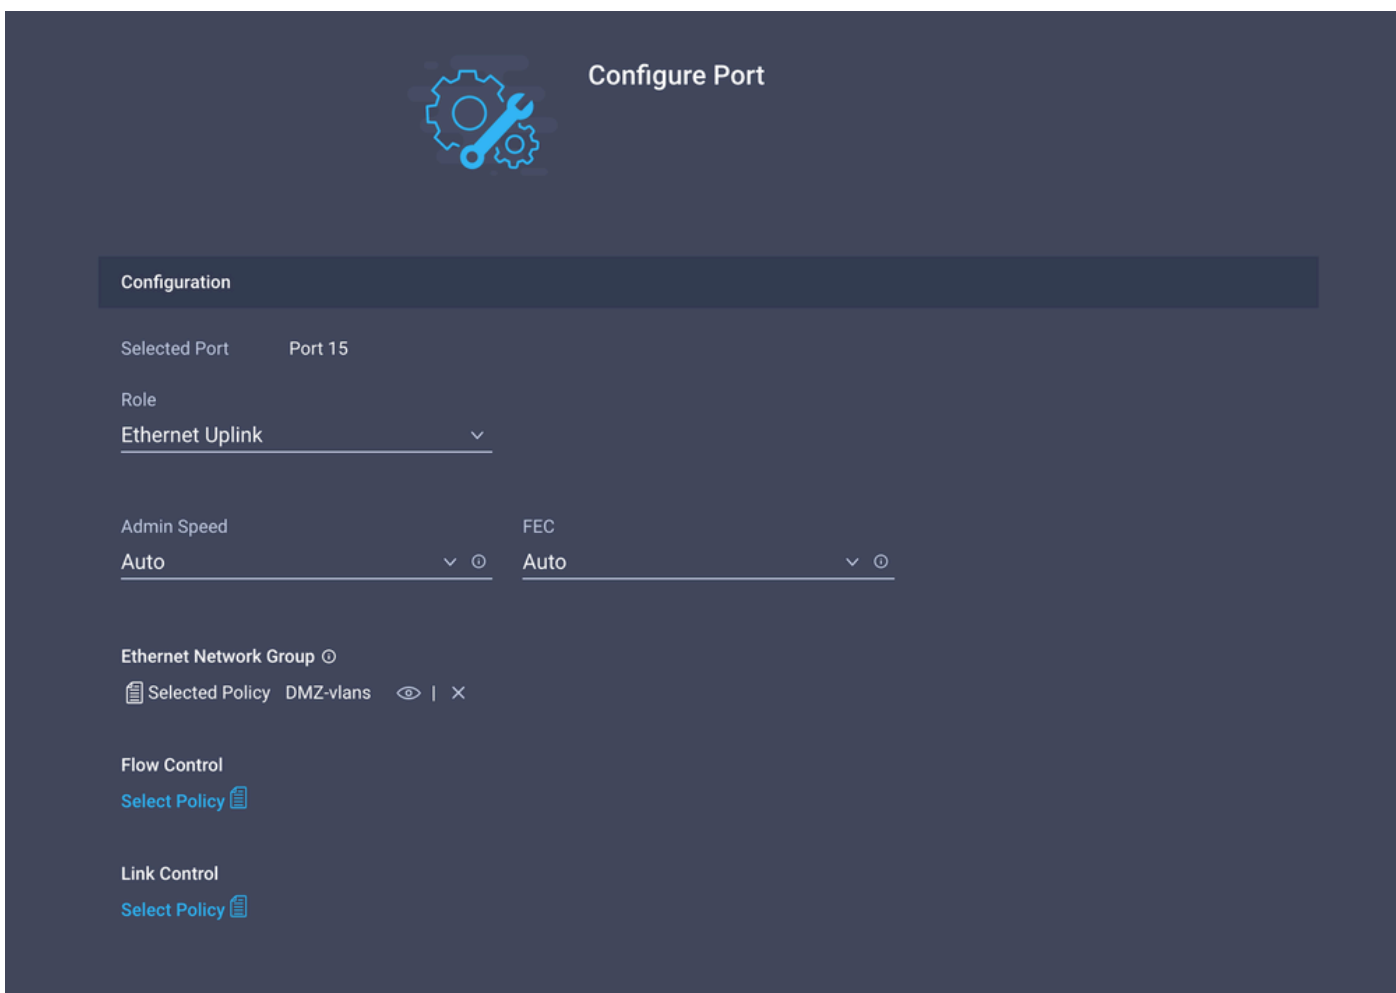 Configure Port
Configuration
Selected Port Port 15
Role
Ethernet Uplink
Admin Speed FEC
Auto Auto
Ethernet Network Group
Selected Policy DMZ-vlans |
Flow Control
Select Policy
Link Control
Select Policy